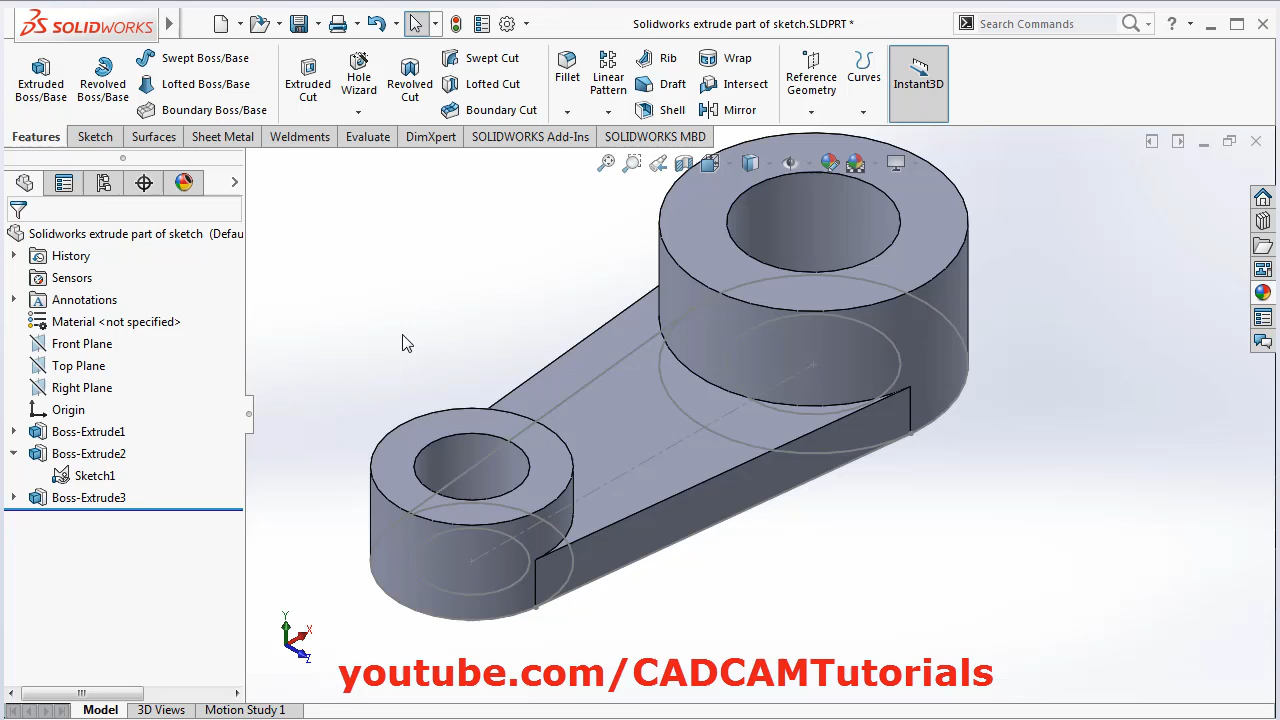 SOLIDWORKS
Solidworks extrude part of sketch.SLDPRT *
Search Commands
?
Extruded Boss/Base
Revolved Boss/Base
Swept Boss/Base
Lofted Boss/Base
Boundary Boss/Base
Extruded Cut
Hole Wizard
Revolved Cut
Swept Cut
Lofted Cut
Boundary Cut
Fillet
Linear Pattern
Rib
Draft
Shell
Wrap
Intersect
Mirror
Reference Geometry
Curves
Instant3D
Features
Sketch
Surfaces
Sheet Metal
Weldments
Evaluate
DimXpert
SOLIDWORKS Add-Ins
SOLIDWORKS MBD
Solidworks extrude part of sketch (Defau
History
Sensors
Annotations
Material <not specified>
Front Plane
Top Plane
Right Plane
Origin
Boss-Extrude1
Boss-Extrude2
Sketch1
Boss-Extrude3
Y
X
Z
youtube.com/CADCAMTutorials
Model
3D Views
Motion Study 1